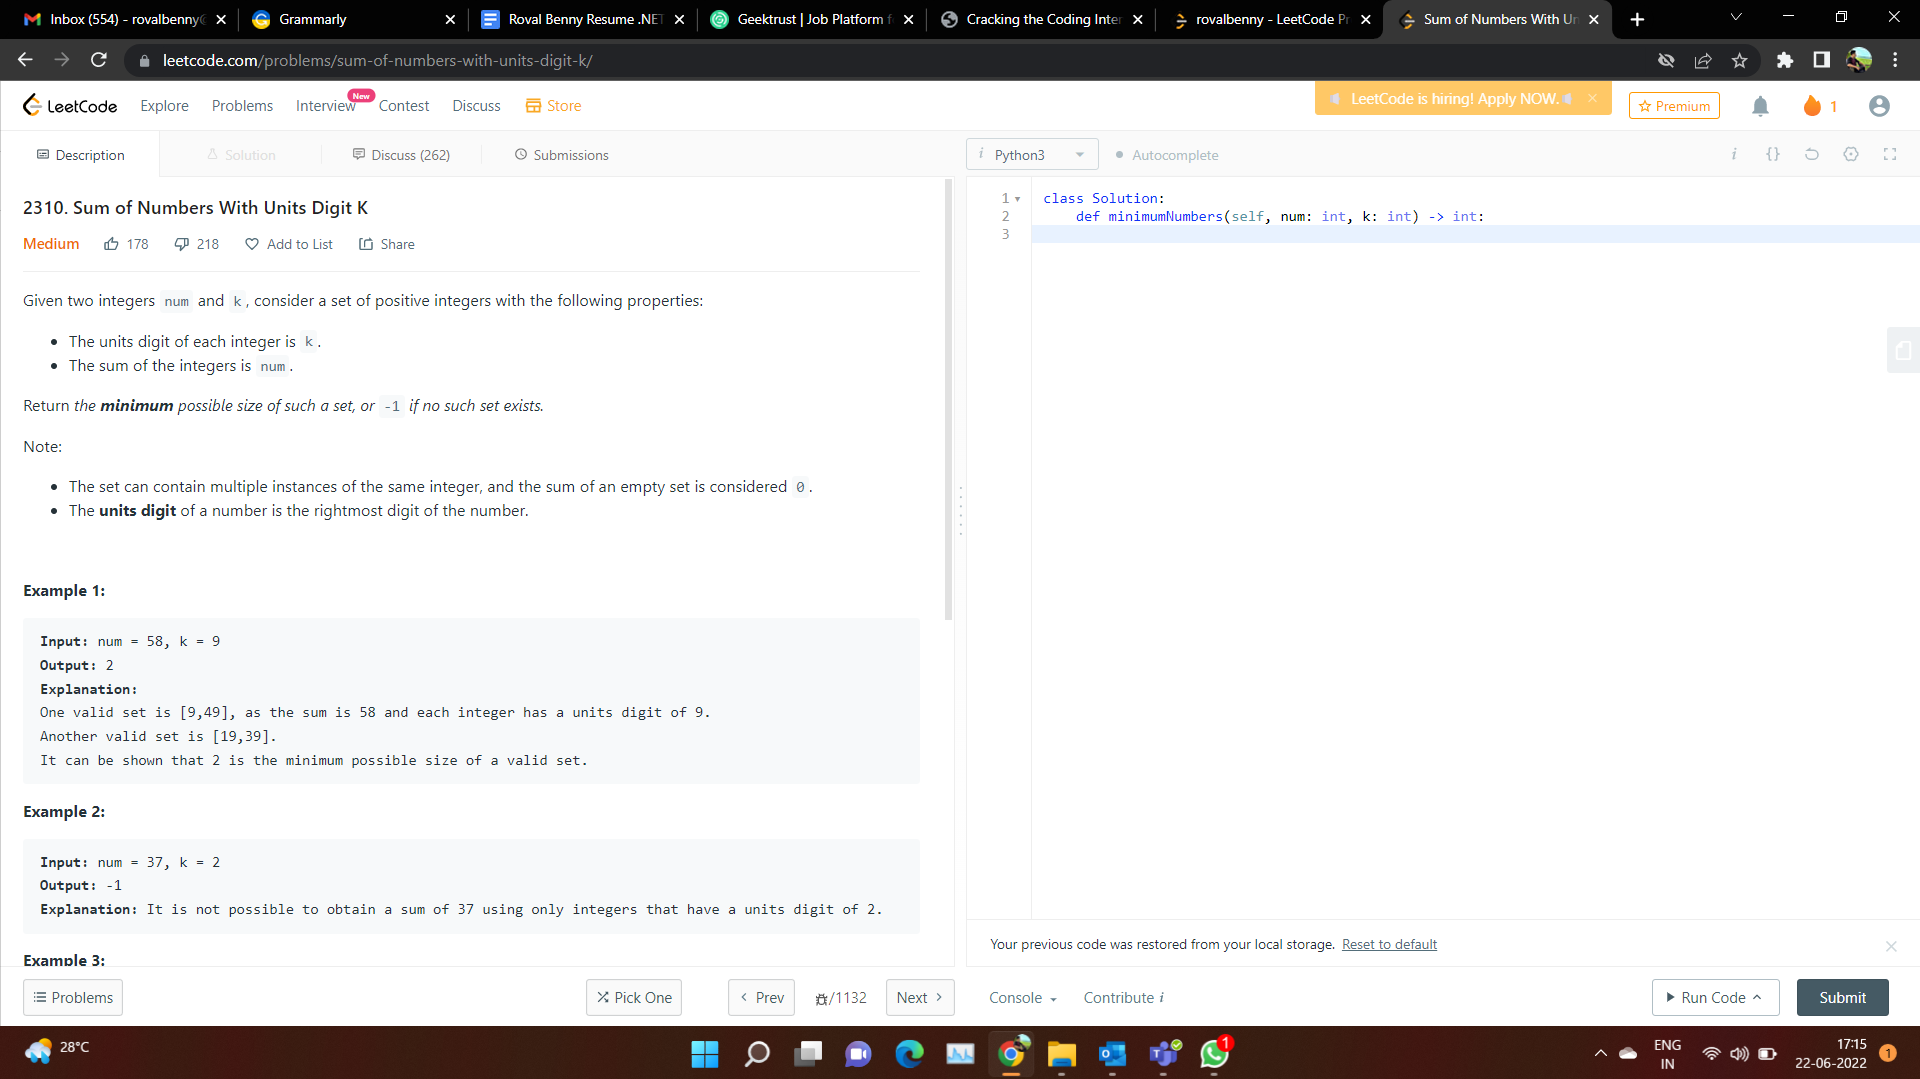 Inbox (554) - rovalbenny@
Grammarly
Roval Benny Resume .NET
Geektrust | Job Platform f
Cracking the Coding Inter
rovalbenny - LeetCode Pr
Sum of Numbers With Un
leetcode.com/problems/sum-of-numbers-with-units-digit-k/
LeetCode
Explore
Problems
Interview
New
Contest
Discuss
Store
LeetCode is hiring! Apply NOW.
Premium
1
Description
Solution
Discuss (262)
Submissions
i Python3
Autocomplete
i
{}
2310. Sum of Numbers With Units Digit K
Medium
178
218
Add to List
Share
Given two integers num and k, consider a set of positive integers with the following properties:
• The units digit of each integer is k.
• The sum of the integers is num.
Return the minimum possible size of such a set, or -1 if no such set exists.
Note:
• The set can contain multiple instances of the same integer, and the sum of an empty set is considered 0.
• The units digit of a number is the rightmost digit of the number.
Example 1:
Input: num = 58, k = 9
Output: 2
Explanation:
One valid set is [9,49], as the sum is 58 and each integer has a units digit of 9.
Another valid set is [19,39].
It can be shown that 2 is the minimum possible size of a valid set.
Example 2:
Input: num = 37, k = 2
Output: -1
Explanation: It is not possible to obtain a sum of 37 using only integers that have a units digit of 2.
Example 3:
1 class Solution:
2 def minimumNumbers(self, num: int, k: int) -> int:
3
Your previous code was restored from your local storage. Reset to default
Problems
Pick One
Prev
/1132
Next
Console
Contribute i
Run Code
Submit
28°C
1
ENG
IN
17:15
22-06-2022
1